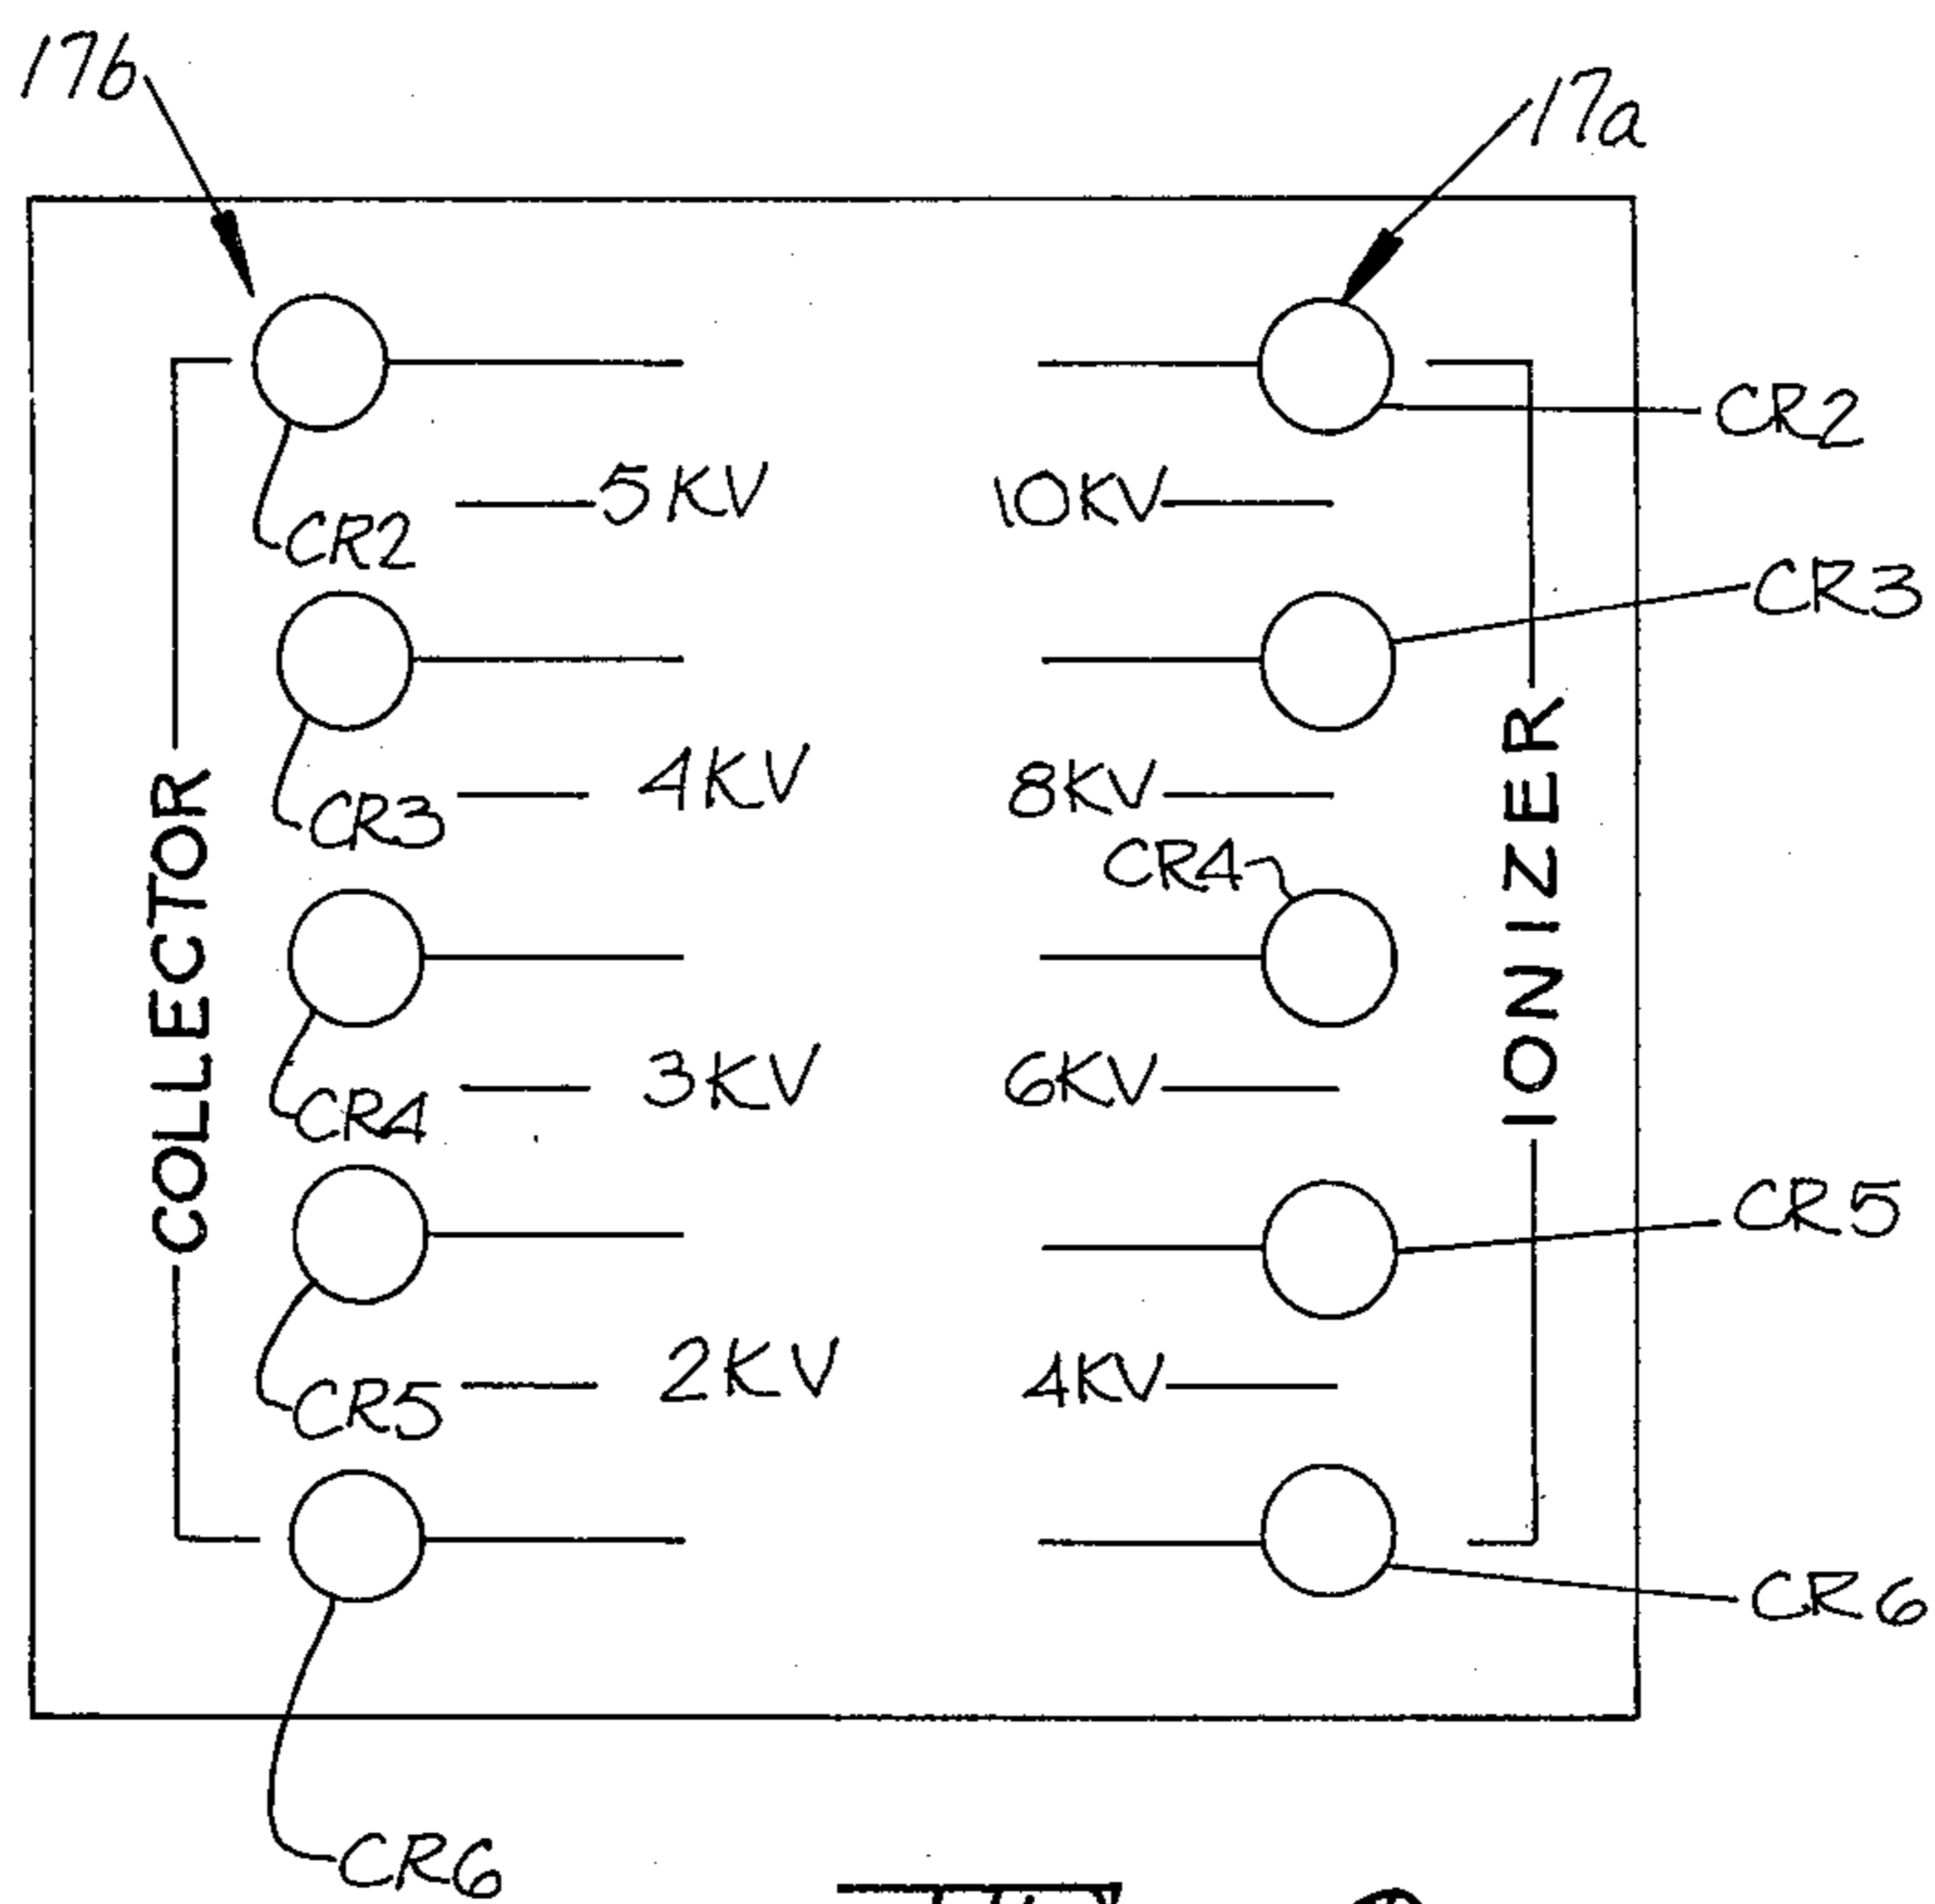 17b
17a
CR2
5KV
10KV
CR2
CR3
CR3
4KV
8KV
CR4
CR4
3KV
6KV
CR5
CR5
2KV
4KV
CR6
CR6
COLLECTOR
IONIZER